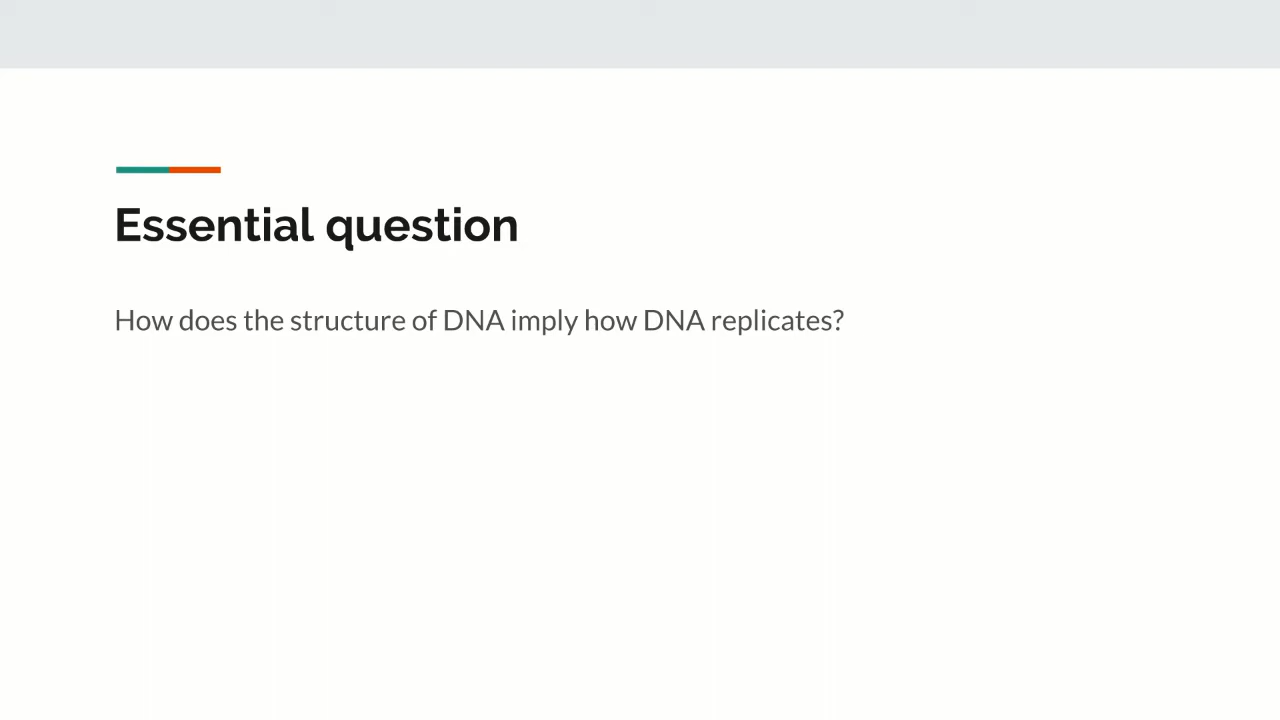 Essential question
How does the structure of DNA imply how DNA replicates?